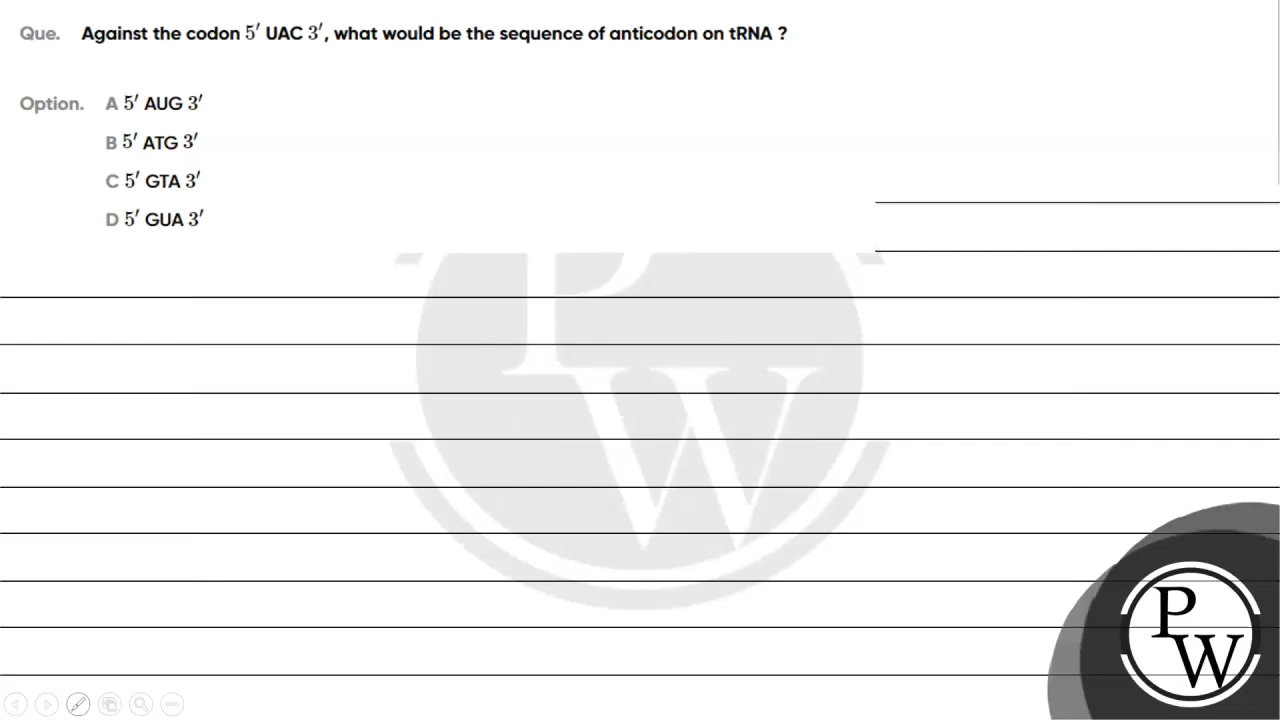 Que. Against the codon 5′ UAC 3′, what would be the sequence of anticodon on tRNA ?
Option. A 5′ AUG 3′
B 5′ ATG 3′
C 5′ GTA 3′
D 5′ GUA 3′
P
W
P
W